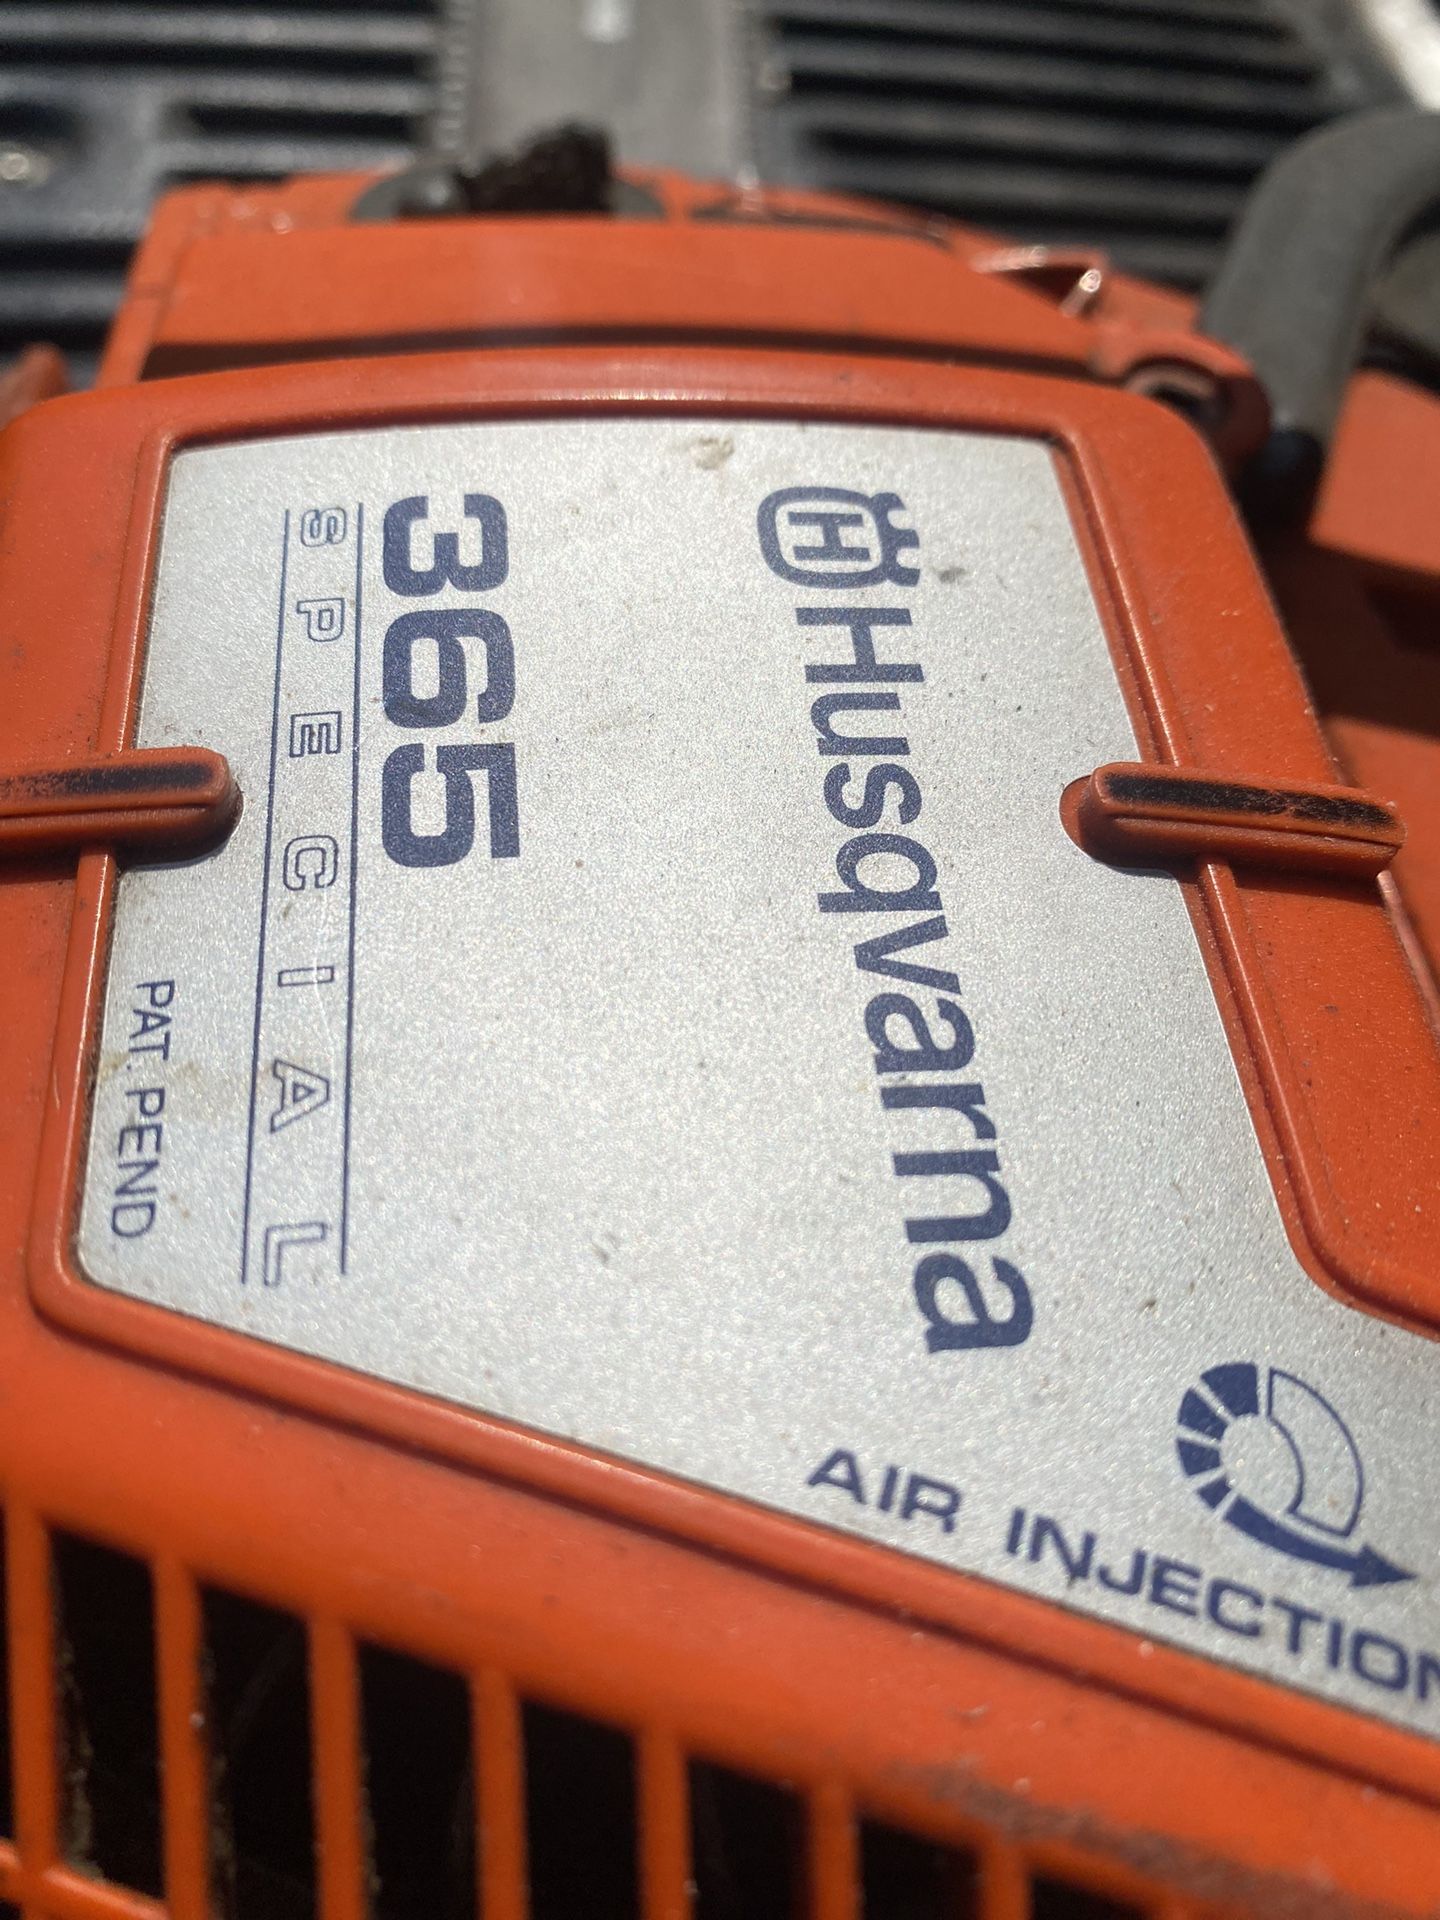 Husqvarna
365
SPECIAL
PAT. PEND.
AIR INJECTION